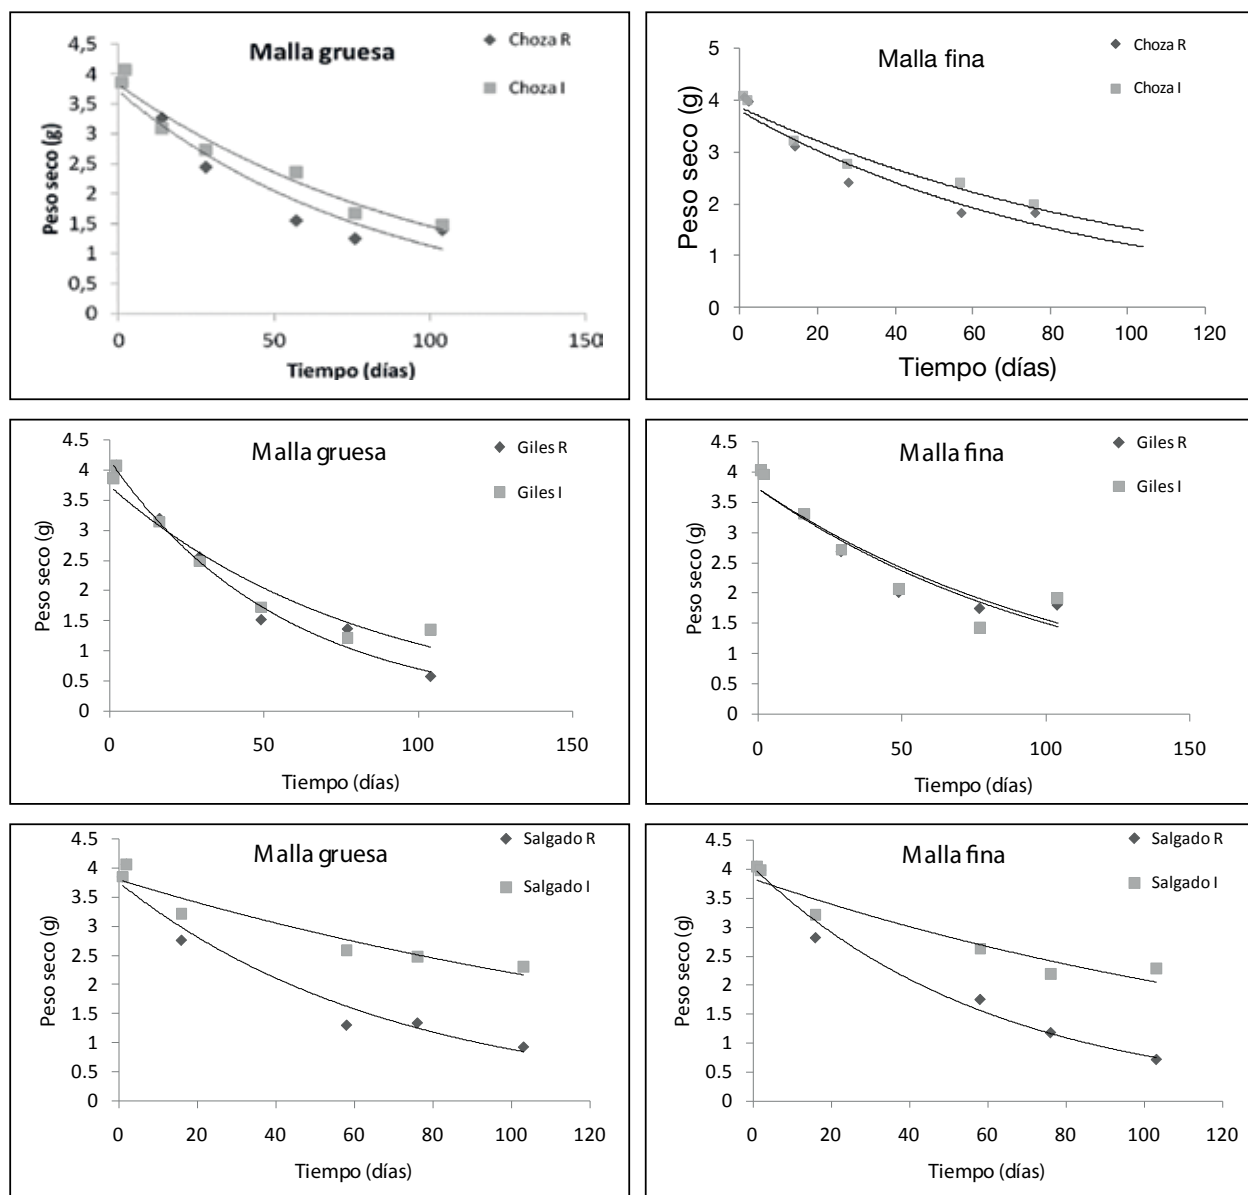 Malla gruesa
Choza R
Choza I
4,5
4
3,5
3
2,5
2
1,5
1
0,5
0
Peso seco (g)
0 50 100 150
Tiempo (días)
Malla fina
Choza R
Choza I
5
4
3
2
1
0
Peso seco (g)
0 20 40 60 80 100 120
Tiempo (días)
Malla gruesa
Giles R
Giles I
4.5
4
3.5
3
2.5
2
1.5
1
0.5
0
Peso seco (g)
0 50 100 150
Tiempo (días)
Malla fina
Giles R
Giles I
4.5
4
3.5
3
2.5
2
1.5
1
0.5
0
Peso seco (g)
0 50 100 150
Tiempo (días)
Malla gruesa
Salgado R
Salgado I
4.5
4
3.5
3
2.5
2
1.5
1
0.5
0
Peso seco (g)
0 20 40 60 80 100 120
Tiempo (días)
Malla fina
Salgado R
Salgado I
4.5
4
3.5
3
2.5
2
1.5
1
0.5
0
Peso seco (g)
0 20 40 60 80 100 120
Tiempo (días)